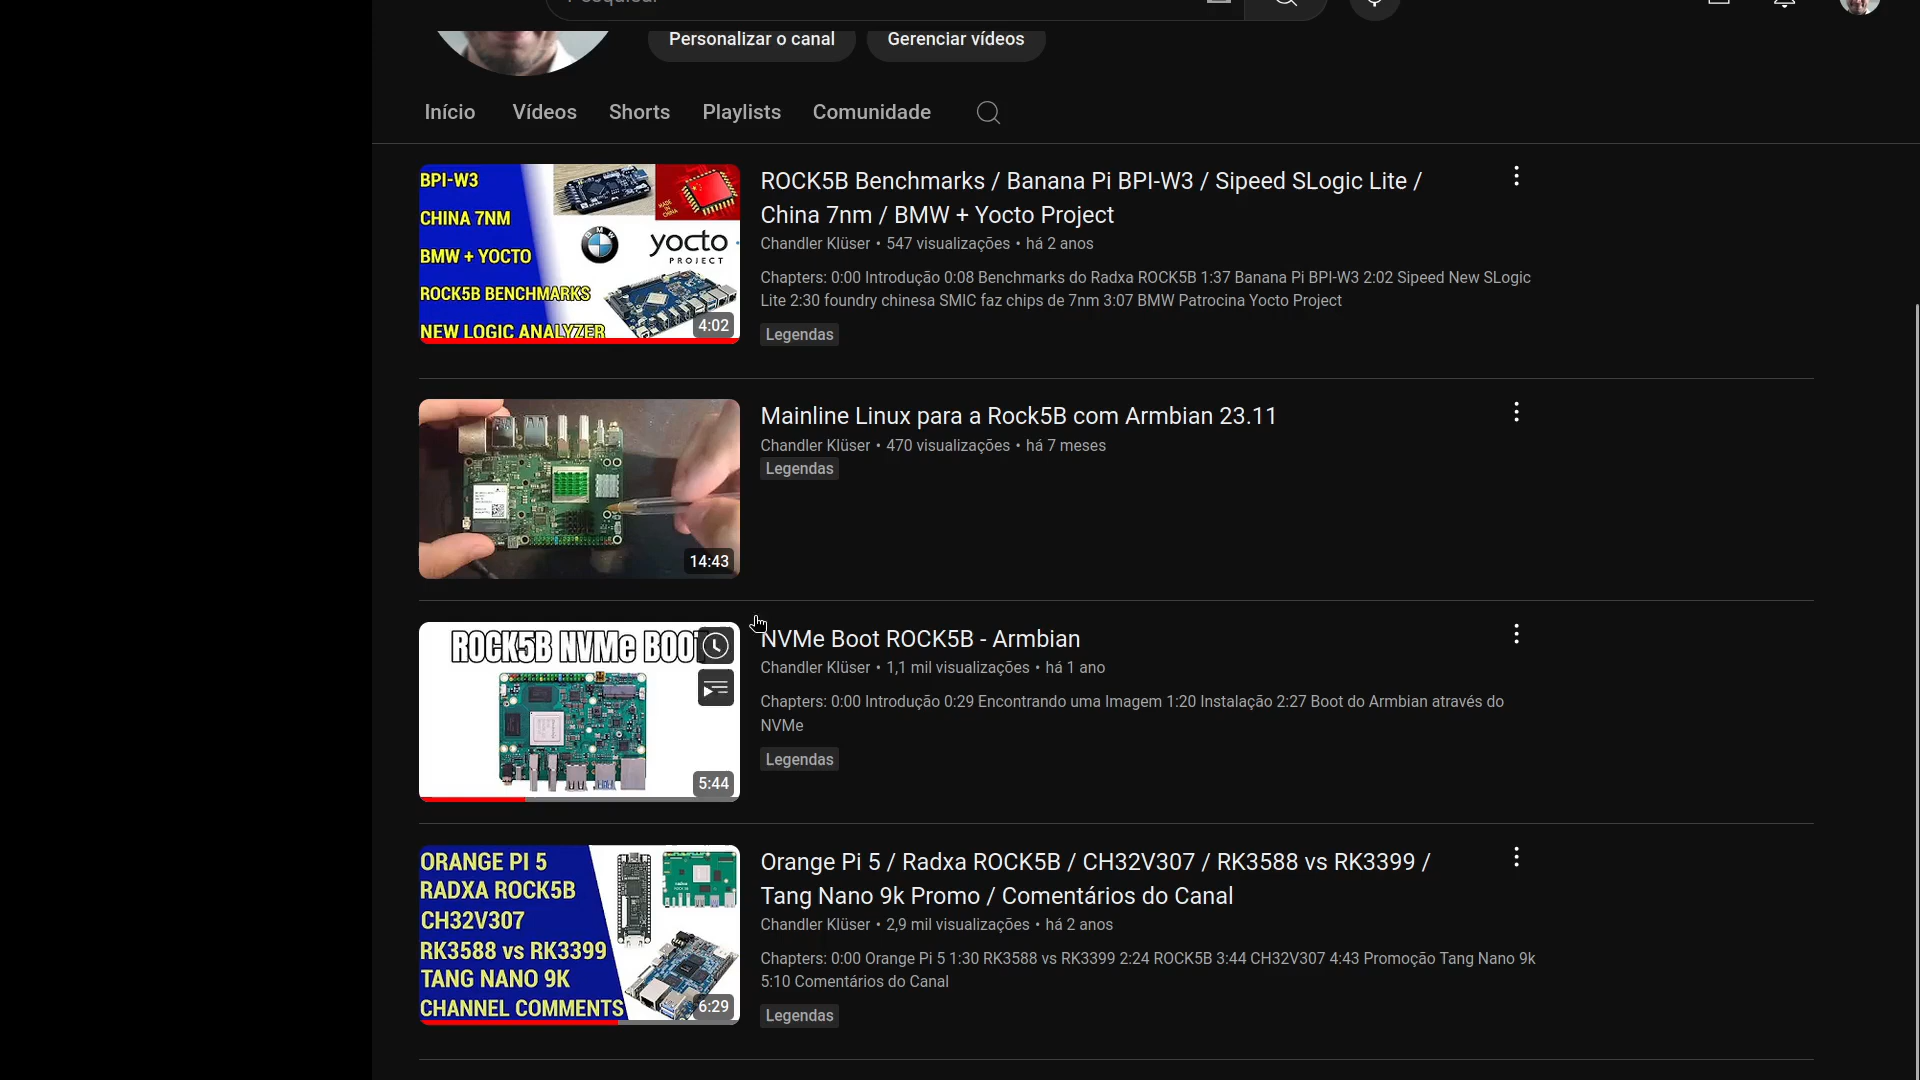 Personalizar o canal
Gerenciar vídeos
Início
Vídeos
Shorts
Playlists
Comunidade
BPI-W3
CHINA 7NM
BMW + YOCTO
ROCK5B BENCHMARKS
NEW LOGIC ANALYZER
MADE IN CHINA
BMW
yocto
PROJECT
4:02
ROCK5B Benchmarks / Banana Pi BPI-W3 / Sipeed SLogic Lite /
China 7nm / BMW + Yocto Project
Chandler Klüser • 547 visualizações • há 2 anos
Chapters: 0:00 Introdução 0:08 Benchmarks do Radxa ROCK5B 1:37 Banana Pi BPI-W3 2:02 Sipeed New SLogic
Lite 2:30 foundry chinesa SMIC faz chips de 7nm 3:07 BMW Patrocina Yocto Project
Legendas
14:43
Mainline Linux para a Rock5B com Armbian 23.11
Chandler Klüser • 470 visualizações • há 7 meses
Legendas
ROCK5B NVMe BOOT
5:44
NVMe Boot ROCK5B - Armbian
Chandler Klüser • 1,1 mil visualizações • há 1 ano
Chapters: 0:00 Introdução 0:29 Encontrando uma Imagem 1:20 Instalação 2:27 Boot do Armbian através do
NVMe
Legendas
ORANGE PI 5
RADXA ROCK5B
CH32V307
RK3588 vs RK3399
TANG NANO 9K
CHANNEL COMMENTS
6:29
Orange Pi 5 / Radxa ROCK5B / CH32V307 / RK3588 vs RK3399 /
Tang Nano 9k Promo / Comentários do Canal
Chandler Klüser • 2,9 mil visualizações • há 2 anos
Chapters: 0:00 Orange Pi 5 1:30 RK3588 vs RK3399 2:24 ROCK5B 3:44 CH32V307 4:43 Promoção Tang Nano 9k
5:10 Comentários do Canal
Legendas